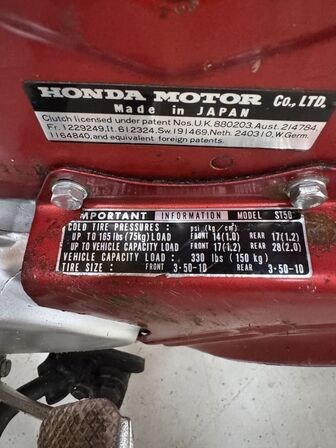 HONDA MOTOR Co., LTD.
Made in JAPAN
Clutch licensed under patent Nos.U.K. 880203. Aust. 214784,
Fr. 1229249. It. 612324. Sw. 191469. Neth. 240310. W. Germ.
1164840, and equivalent foreign patents.
IMPORTANT INFORMATION MODEL ST50
COLD TIRE PRESSURES : psi (kg/cm²)
UP TO 165 lbs (75kg) LOAD FRONT 14(1.0) REAR 17(1.2)
UP TO VEHICLE CAPACITY LOAD FRONT 17(1.2) REAR 28(2.0)
VEHICLE CAPACITY LOAD : 330 lbs (150 kg)
TIRE SIZE : FRONT 3·50-10 REAR 3·50-10